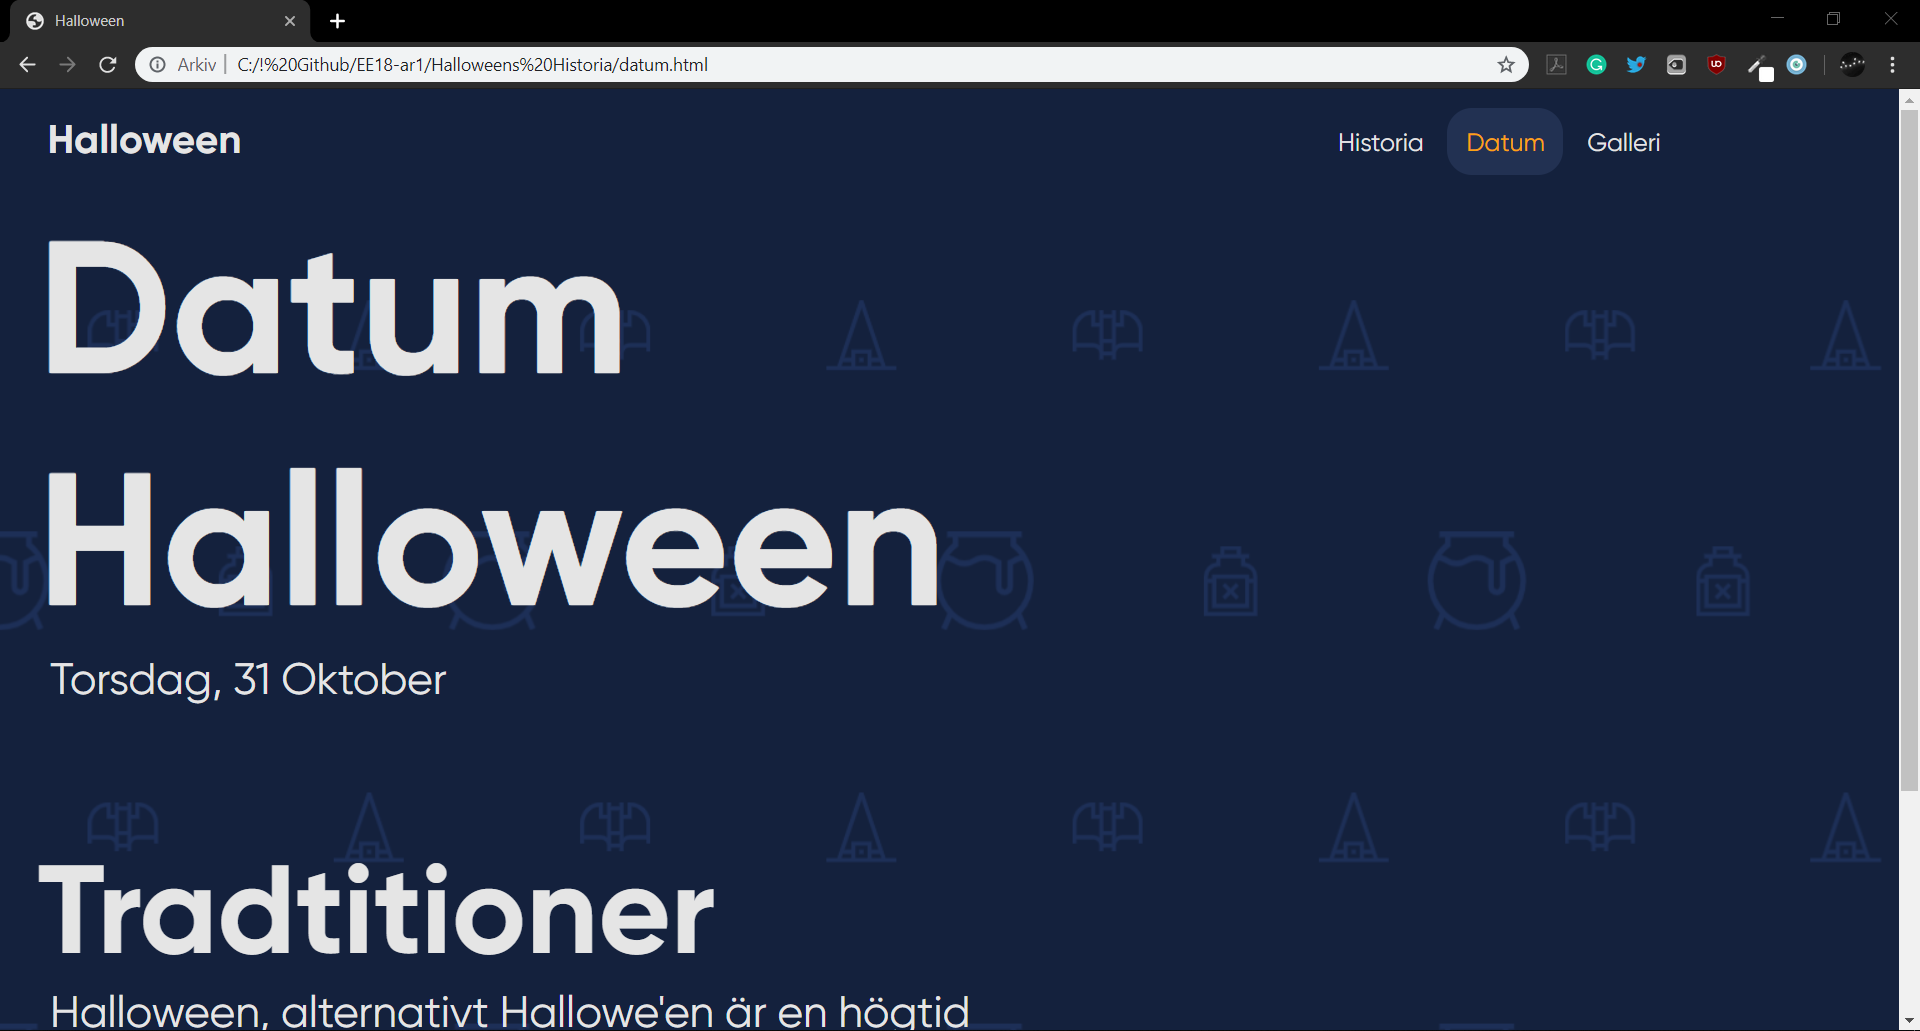 Halloween
Arkiv | C:/!%20Github/EE18-ar1/Halloweens%20Historia/datum.html
Halloween
Historia Datum Galleri
Datum
Halloween
Torsdag, 31 Oktober
Tradtitioner
Halloween, alternativt Hallowe'en är en högtid